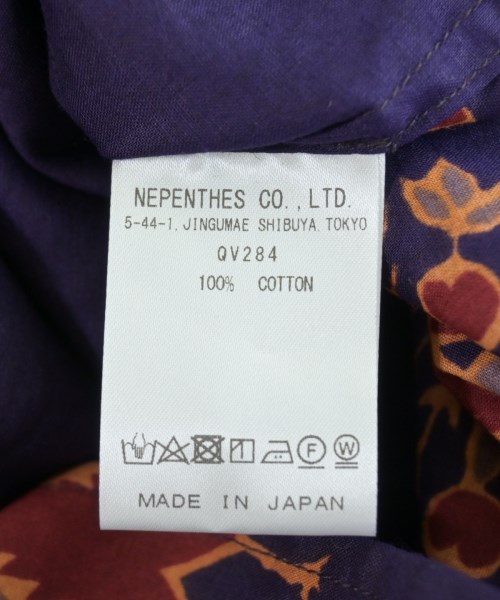 NEPENTHES CO.,LTD.
5-44-1, JINGUMAE SHIBUYA. TOKYO
QV284
100% COTTON
F W
MADE IN JAPAN